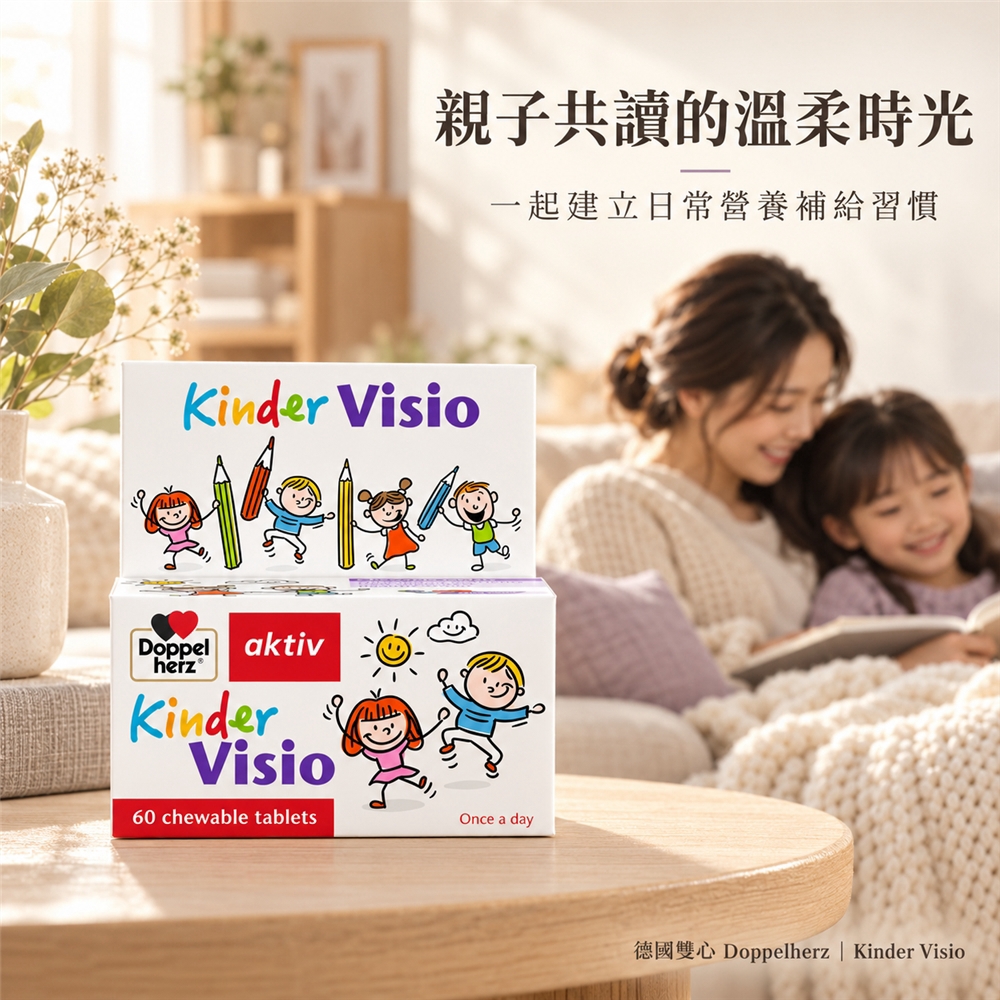 親子共讀的溫柔時光
一起建立日常營養補給習慣
Kinder Visio
Doppel
herz®
aktiv
Kinder
Visio
60 chewable tablets
Once a day
德國雙心 Doppelherz | Kinder Visio